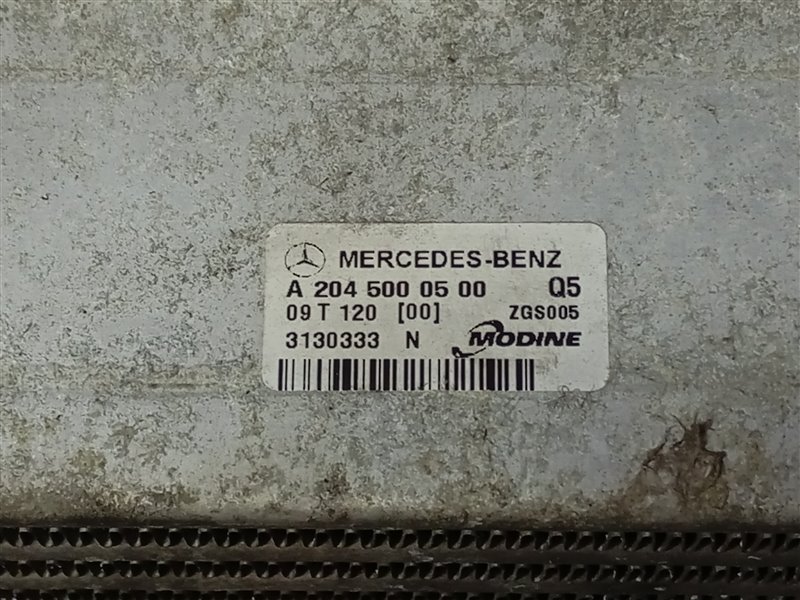 MERCEDES-BENZ
A 204 500 05 00 Q5
09 T 120 [00] ZGS005
3130333 N MODINE